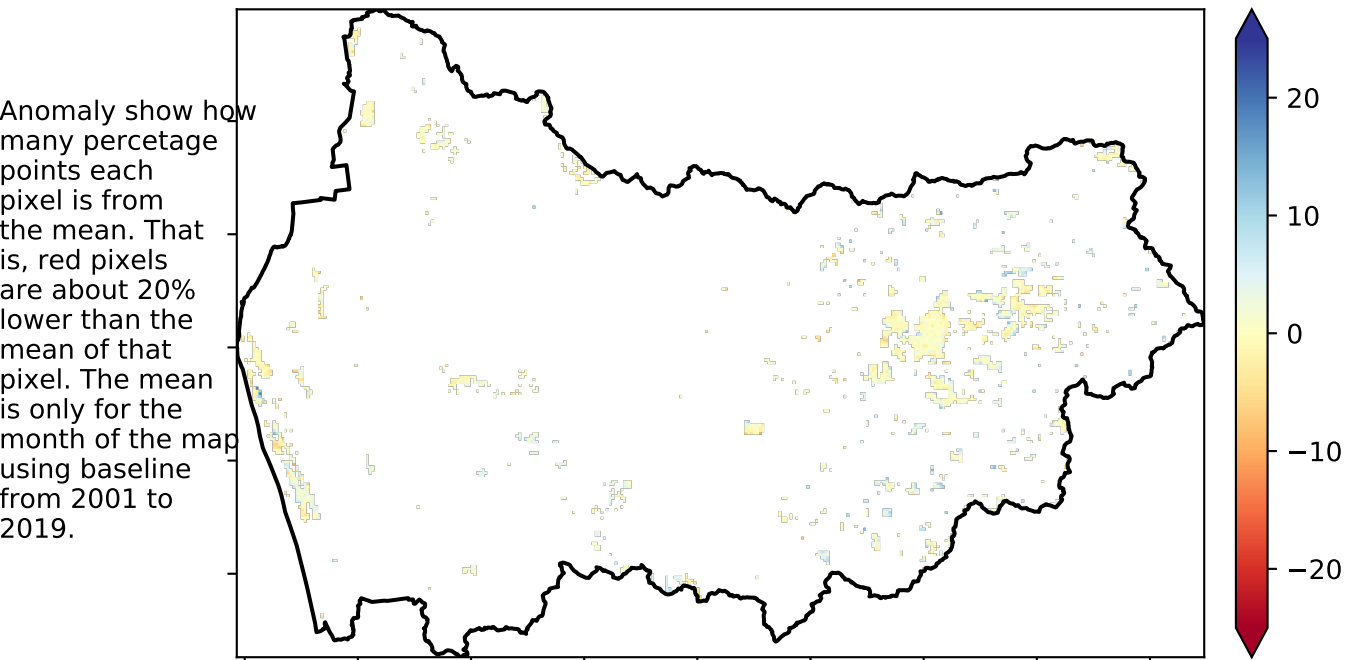 Anomaly show how
many percetage
points each
pixel is from
the mean. That
is, red pixels
are about 20%
lower than the
mean of that
pixel. The mean
is only for the
month of the map
using baseline
from 2001 to
2019.
20
10
0
−10
−20